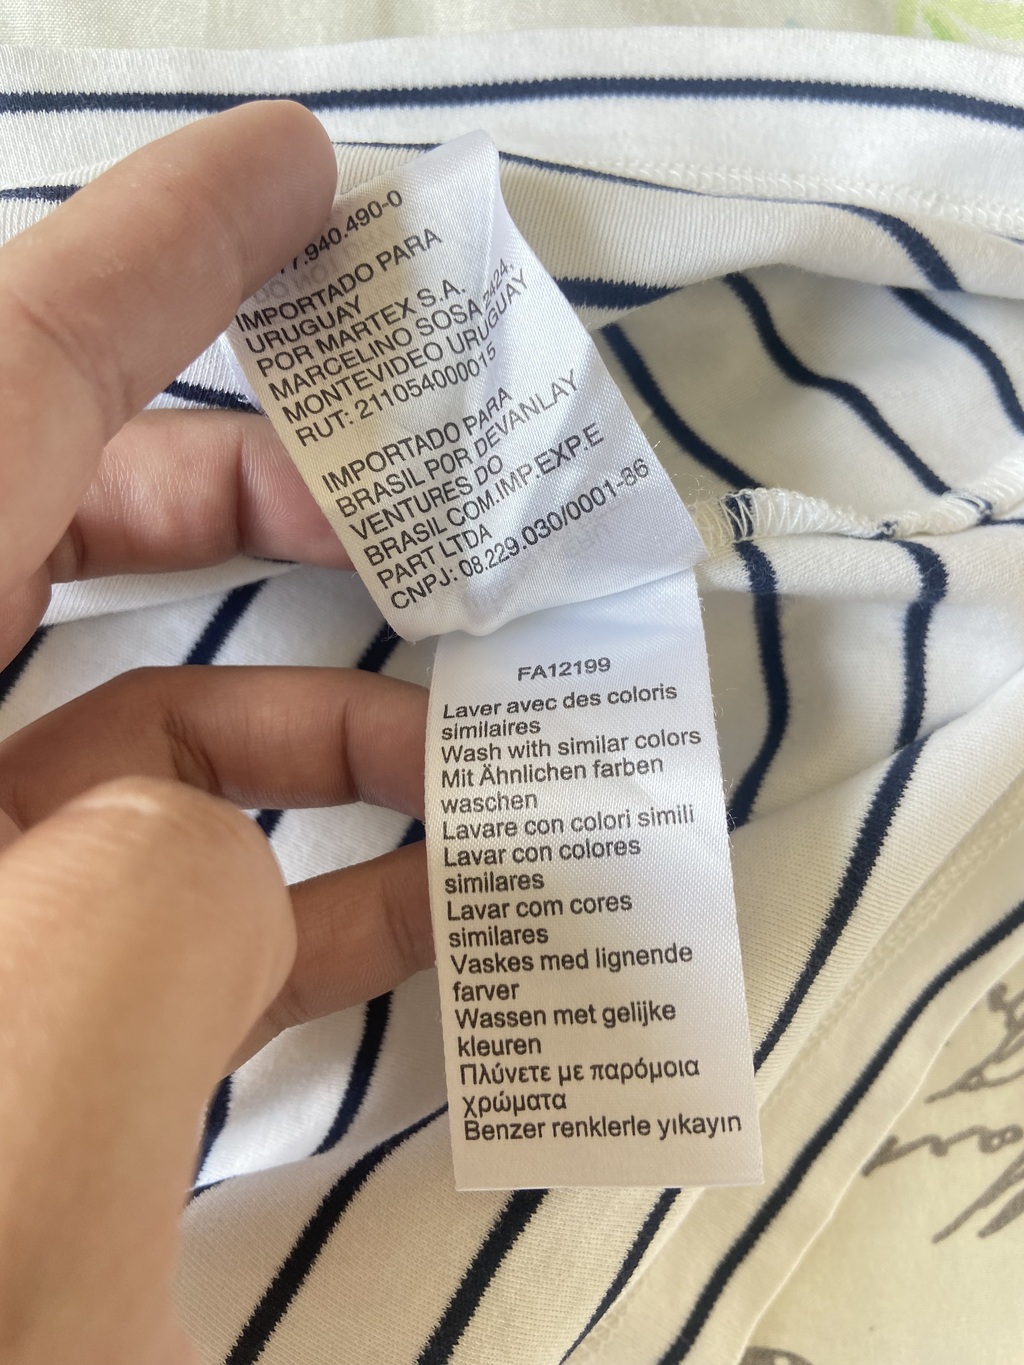 .940.490-0
IMPORTADO PARA
URUGUAY
POR MARTEX S.A.
MARCELINO SOSA 2424,
MONTEVIDEO URUGUAY
RUT: 211054000015
IMPORTADO PARA
BRASIL POR DEVANLAY
VENTURES DO
BRASIL COM.IMP.EXP.E
PART LTDA
CNPJ: 08.229.030/0001-86
FA12199
Laver avec des coloris
similaires
Wash with similar colors
Mit Ähnlichen farben
waschen
Lavare con colori simili
Lavar con colores
similares
Lavar com cores
similares
Vaskes med lignende
farver
Wassen met gelijke
kleuren
Πλύνετε με παρόμοια
χρώματα
Benzer renklerle yıkayın